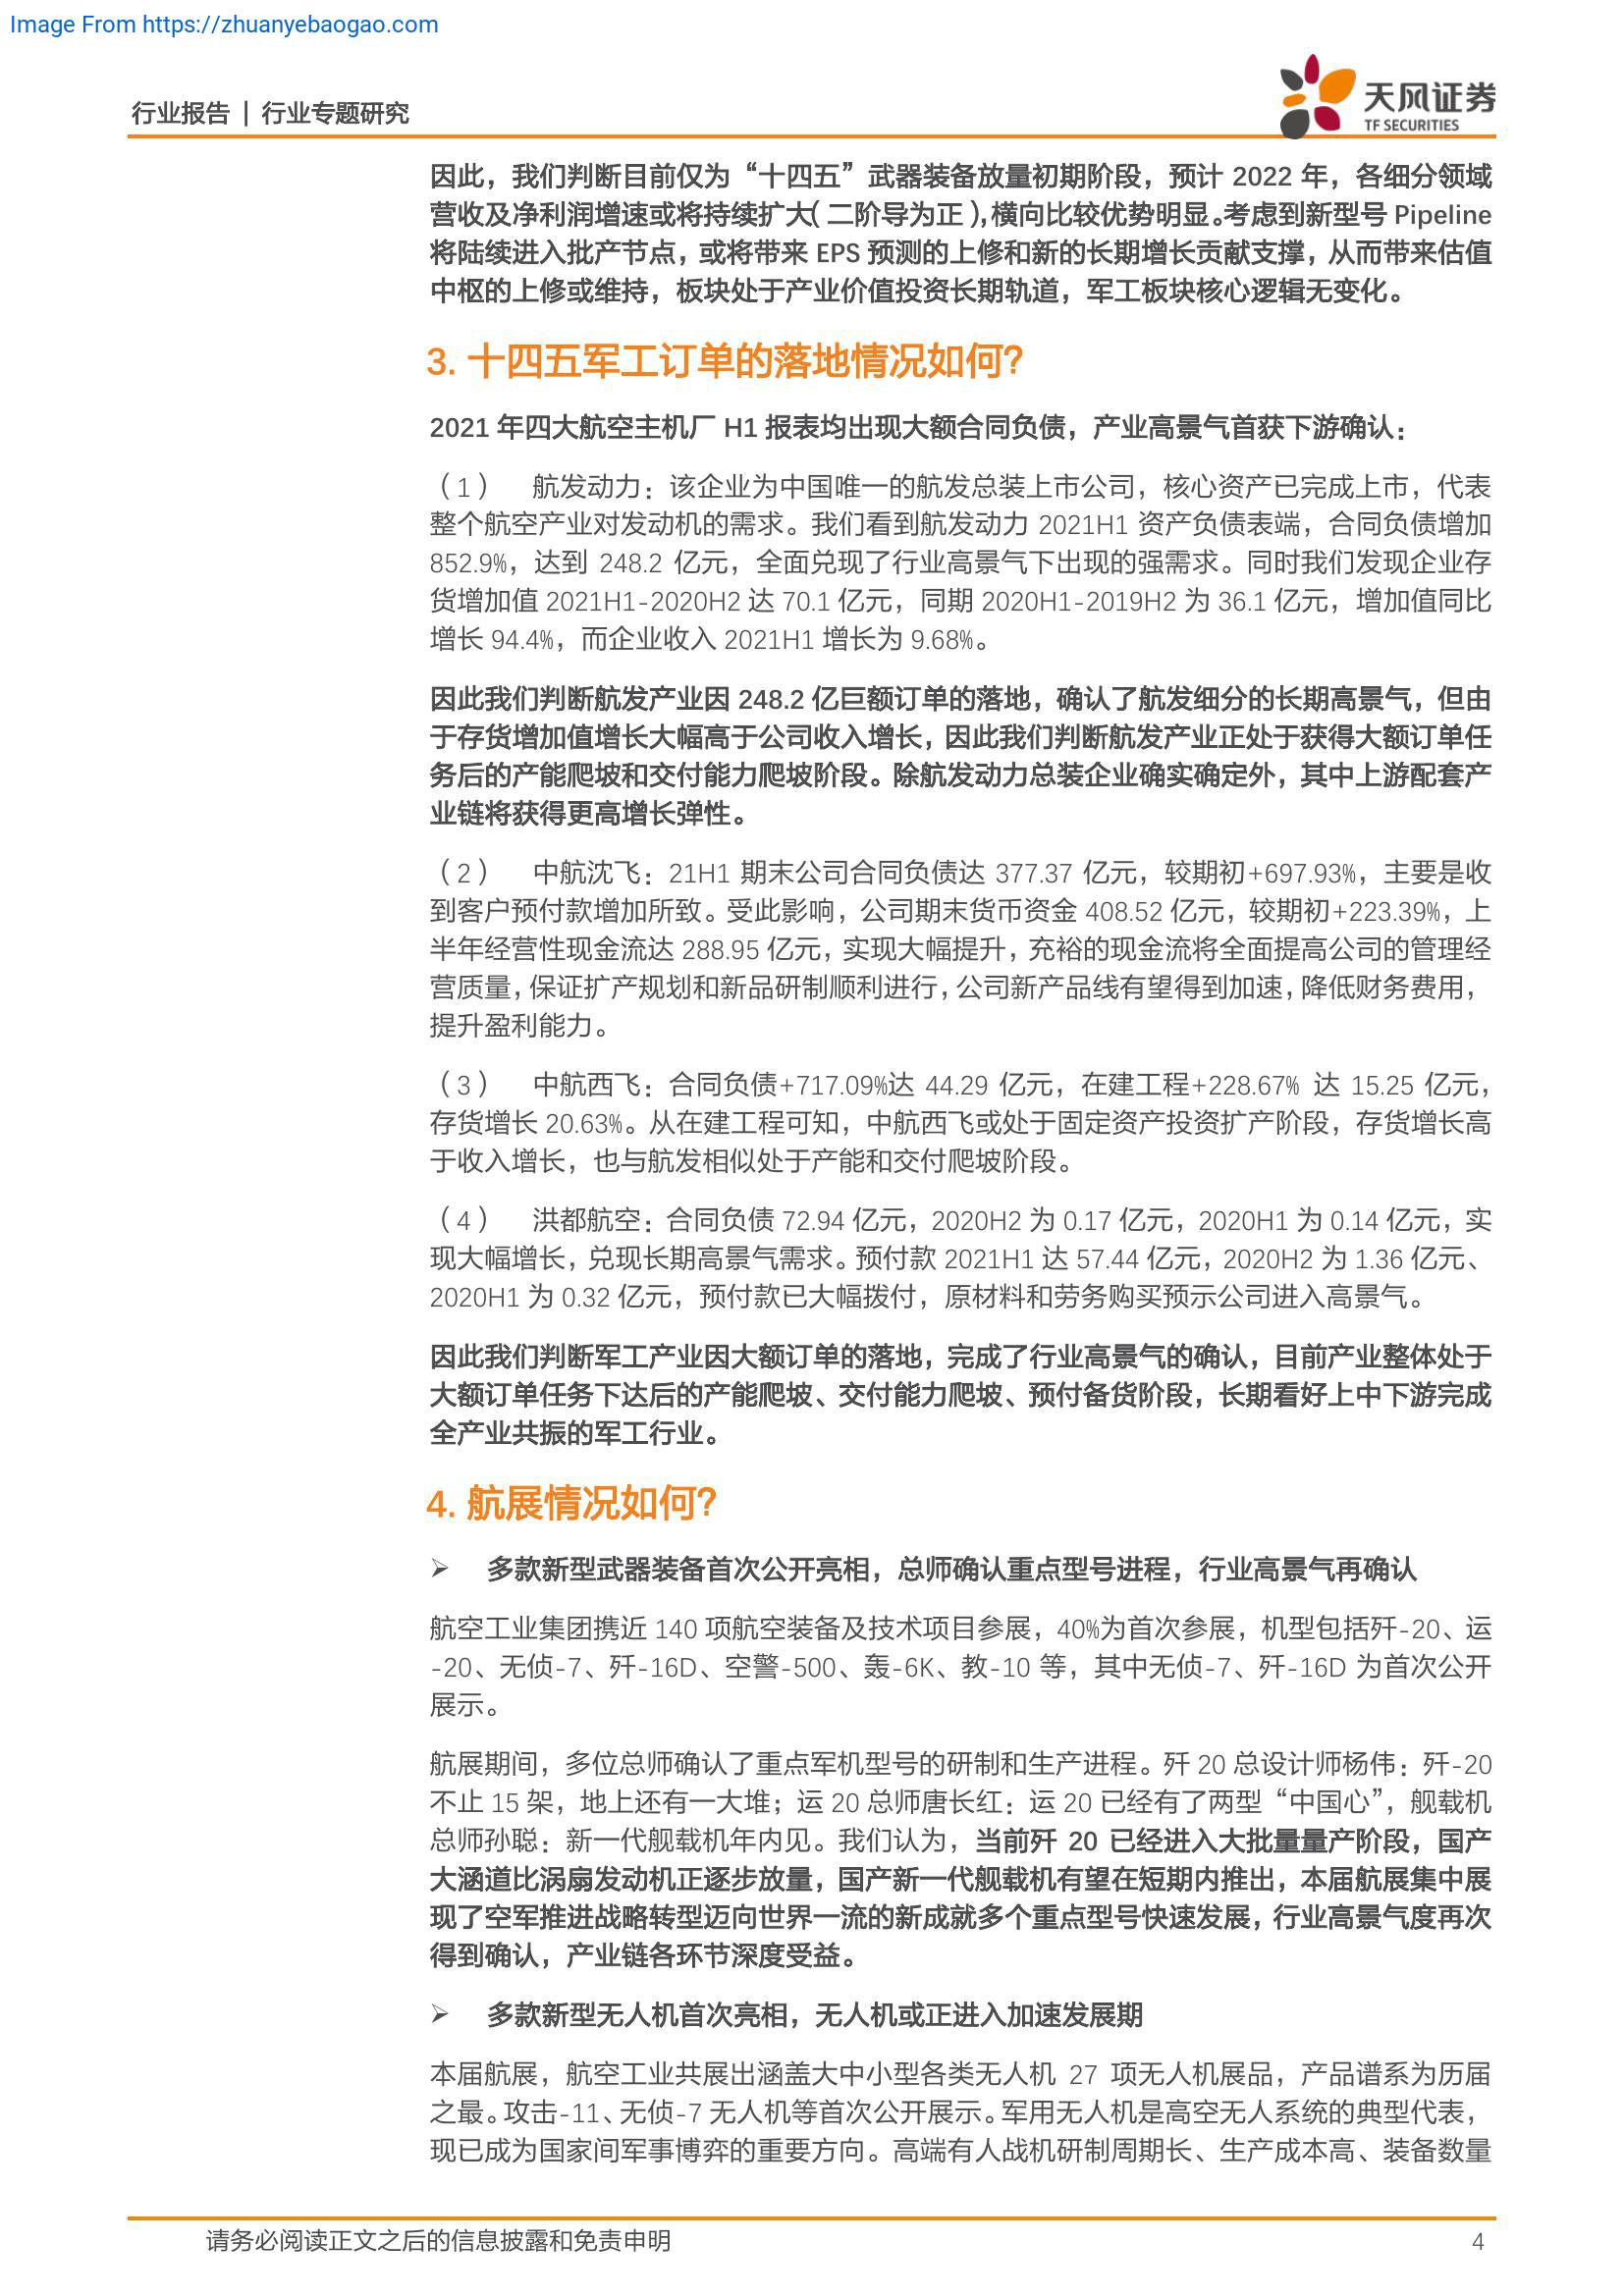 Image From https://zhuanyebaogao.com
行业报告 | 行业专题研究
天风证券
TF SECURITIES
因此，我们判断目前仅为“十四五”武器装备放量初期阶段，预计 2022 年，各细分领域
营收及净利润增速或将持续扩大（二阶导为正），横向比较优势明显。考虑到新型号 Pipeline
将陆续进入批产节点，或将带来 EPS 预测的上修和新的长期增长贡献支撑，从而带来估值
中枢的上修或维持，板块处于产业价值投资长期轨道，军工板块核心逻辑无变化。
3. 十四五军工订单的落地情况如何？
2021 年四大航空主机厂 H1 报表均出现大额合同负债，产业高景气首获下游确认：
（1） 航发动力：该企业为中国唯一的航发总装上市公司，核心资产已完成上市，代表
整个航空产业对发动机的需求。我们看到航发动力 2021H1 资产负债表端，合同负债增加
852.9%，达到 248.2 亿元，全面兑现了行业高景气下出现的强需求。同时我们发现企业存
货增加值 2021H1-2020H2 达 70.1 亿元，同期 2020H1-2019H2 为 36.1 亿元，增加值同比
增长 94.4%，而企业收入 2021H1 增长为 9.68%。
因此我们判断航发产业因 248.2 亿巨额订单的落地，确认了航发细分的长期高景气，但由
于存货增加值增长大幅高于公司收入增长，因此我们判断航发产业正处于获得大额订单任
务后的产能爬坡和交付能力爬坡阶段。除航发动力总装企业确实确定外，其中上游配套产
业链将获得更高增长弹性。
（2） 中航沈飞：21H1 期末公司合同负债达 377.37 亿元，较期初+697.93%，主要是收
到客户预付款增加所致。受此影响，公司期末货币资金 408.52 亿元，较期初+223.39%，上
半年经营性现金流达 288.95 亿元，实现大幅提升，充裕的现金流将全面提高公司的管理经
营质量，保证扩产规划和新品研制顺利进行，公司新产品线有望得到加速，降低财务费用，
提升盈利能力。
（3） 中航西飞：合同负债+717.09%达 44.29 亿元，在建工程+228.67% 达 15.25 亿元，
存货增长 20.63%。从在建工程可知，中航西飞或处于固定资产投资扩产阶段，存货增长高
于收入增长，也与航发相似处于产能和交付爬坡阶段。
（4） 洪都航空：合同负债 72.94 亿元，2020H2 为 0.17 亿元，2020H1 为 0.14 亿元，实
现大幅增长，兑现长期高景气需求。预付款 2021H1 达 57.44 亿元，2020H2 为 1.36 亿元、
2020H1 为 0.32 亿元，预付款已大幅拨付，原材料和劳务购买预示公司进入高景气。
因此我们判断军工产业因大额订单的落地，完成了行业高景气的确认，目前产业整体处于
大额订单任务下达后的产能爬坡、交付能力爬坡、预付备货阶段，长期看好上中下游完成
全产业共振的军工行业。
4. 航展情况如何？
➢ 多款新型武器装备首次公开亮相，总师确认重点型号进程，行业高景气再确认
航空工业集团携近 140 项航空装备及技术项目参展，40%为首次参展，机型包括歼-20、运
-20、无侦-7、歼-16D、空警-500、轰-6K、教-10 等，其中无侦-7、歼-16D 为首次公开
展示。
航展期间，多位总师确认了重点军机型号的研制和生产进程。歼 20 总设计师杨伟：歼-20
不止 15 架，地上还有一大堆；运 20 总师唐长红：运 20 已经有了两型“中国心”，舰载机
总师孙聪：新一代舰载机年内见。我们认为，当前歼 20 已经进入大批量量产阶段，国产
大涵道比涡扇发动机正逐步放量，国产新一代舰载机有望在短期内推出，本届航展集中展
现了空军推进战略转型迈向世界一流的新成就多个重点型号快速发展，行业高景气度再次
得到确认，产业链各环节深度受益。
➢ 多款新型无人机首次亮相，无人机或正进入加速发展期
本届航展，航空工业共展出涵盖大中小型各类无人机 27 项无人机展品，产品谱系为历届
之最。攻击-11、无侦-7 无人机等首次公开展示。军用无人机是高空无人系统的典型代表，
现已成为国家间军事博弈的重要方向。高端有人战机研制周期长、生产成本高、装备数量
请务必阅读正文之后的信息披露和免责申明
4